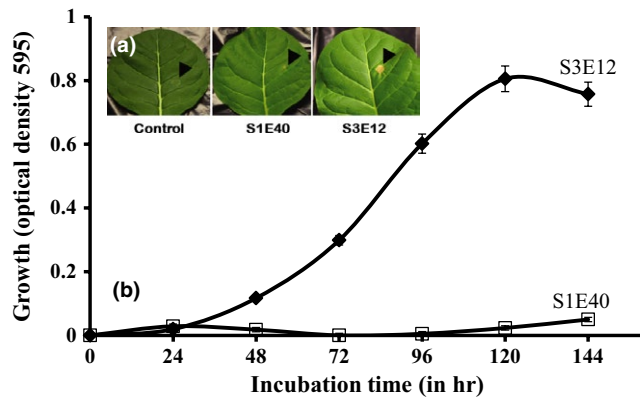 Growth (optical density 595)
1
0.8
0.6
0.4
0.2
0
(a)
Control S1E40 S3E12
S3E12
(b)
S1E40
0 24 48 72 96 120 144
Incubation time (in hr)